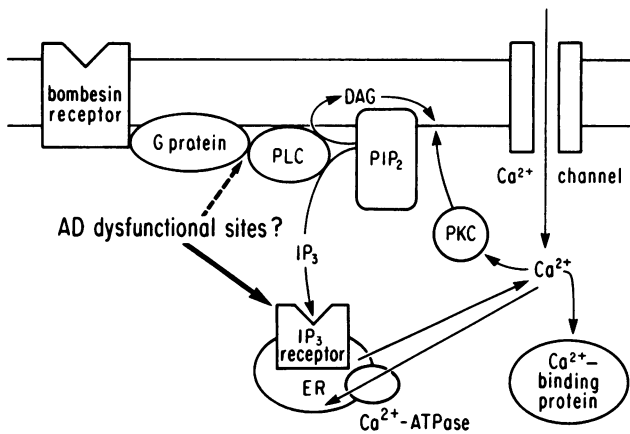 bombesin
receptor
G protein
PLC
DAG
PIP₂
Ca²⁺ channel
AD dysfunctional sites?
IP₃
PKC
Ca²⁺
IP₃
receptor
ER
Ca²⁺-ATPase
Ca²⁺–
binding
protein